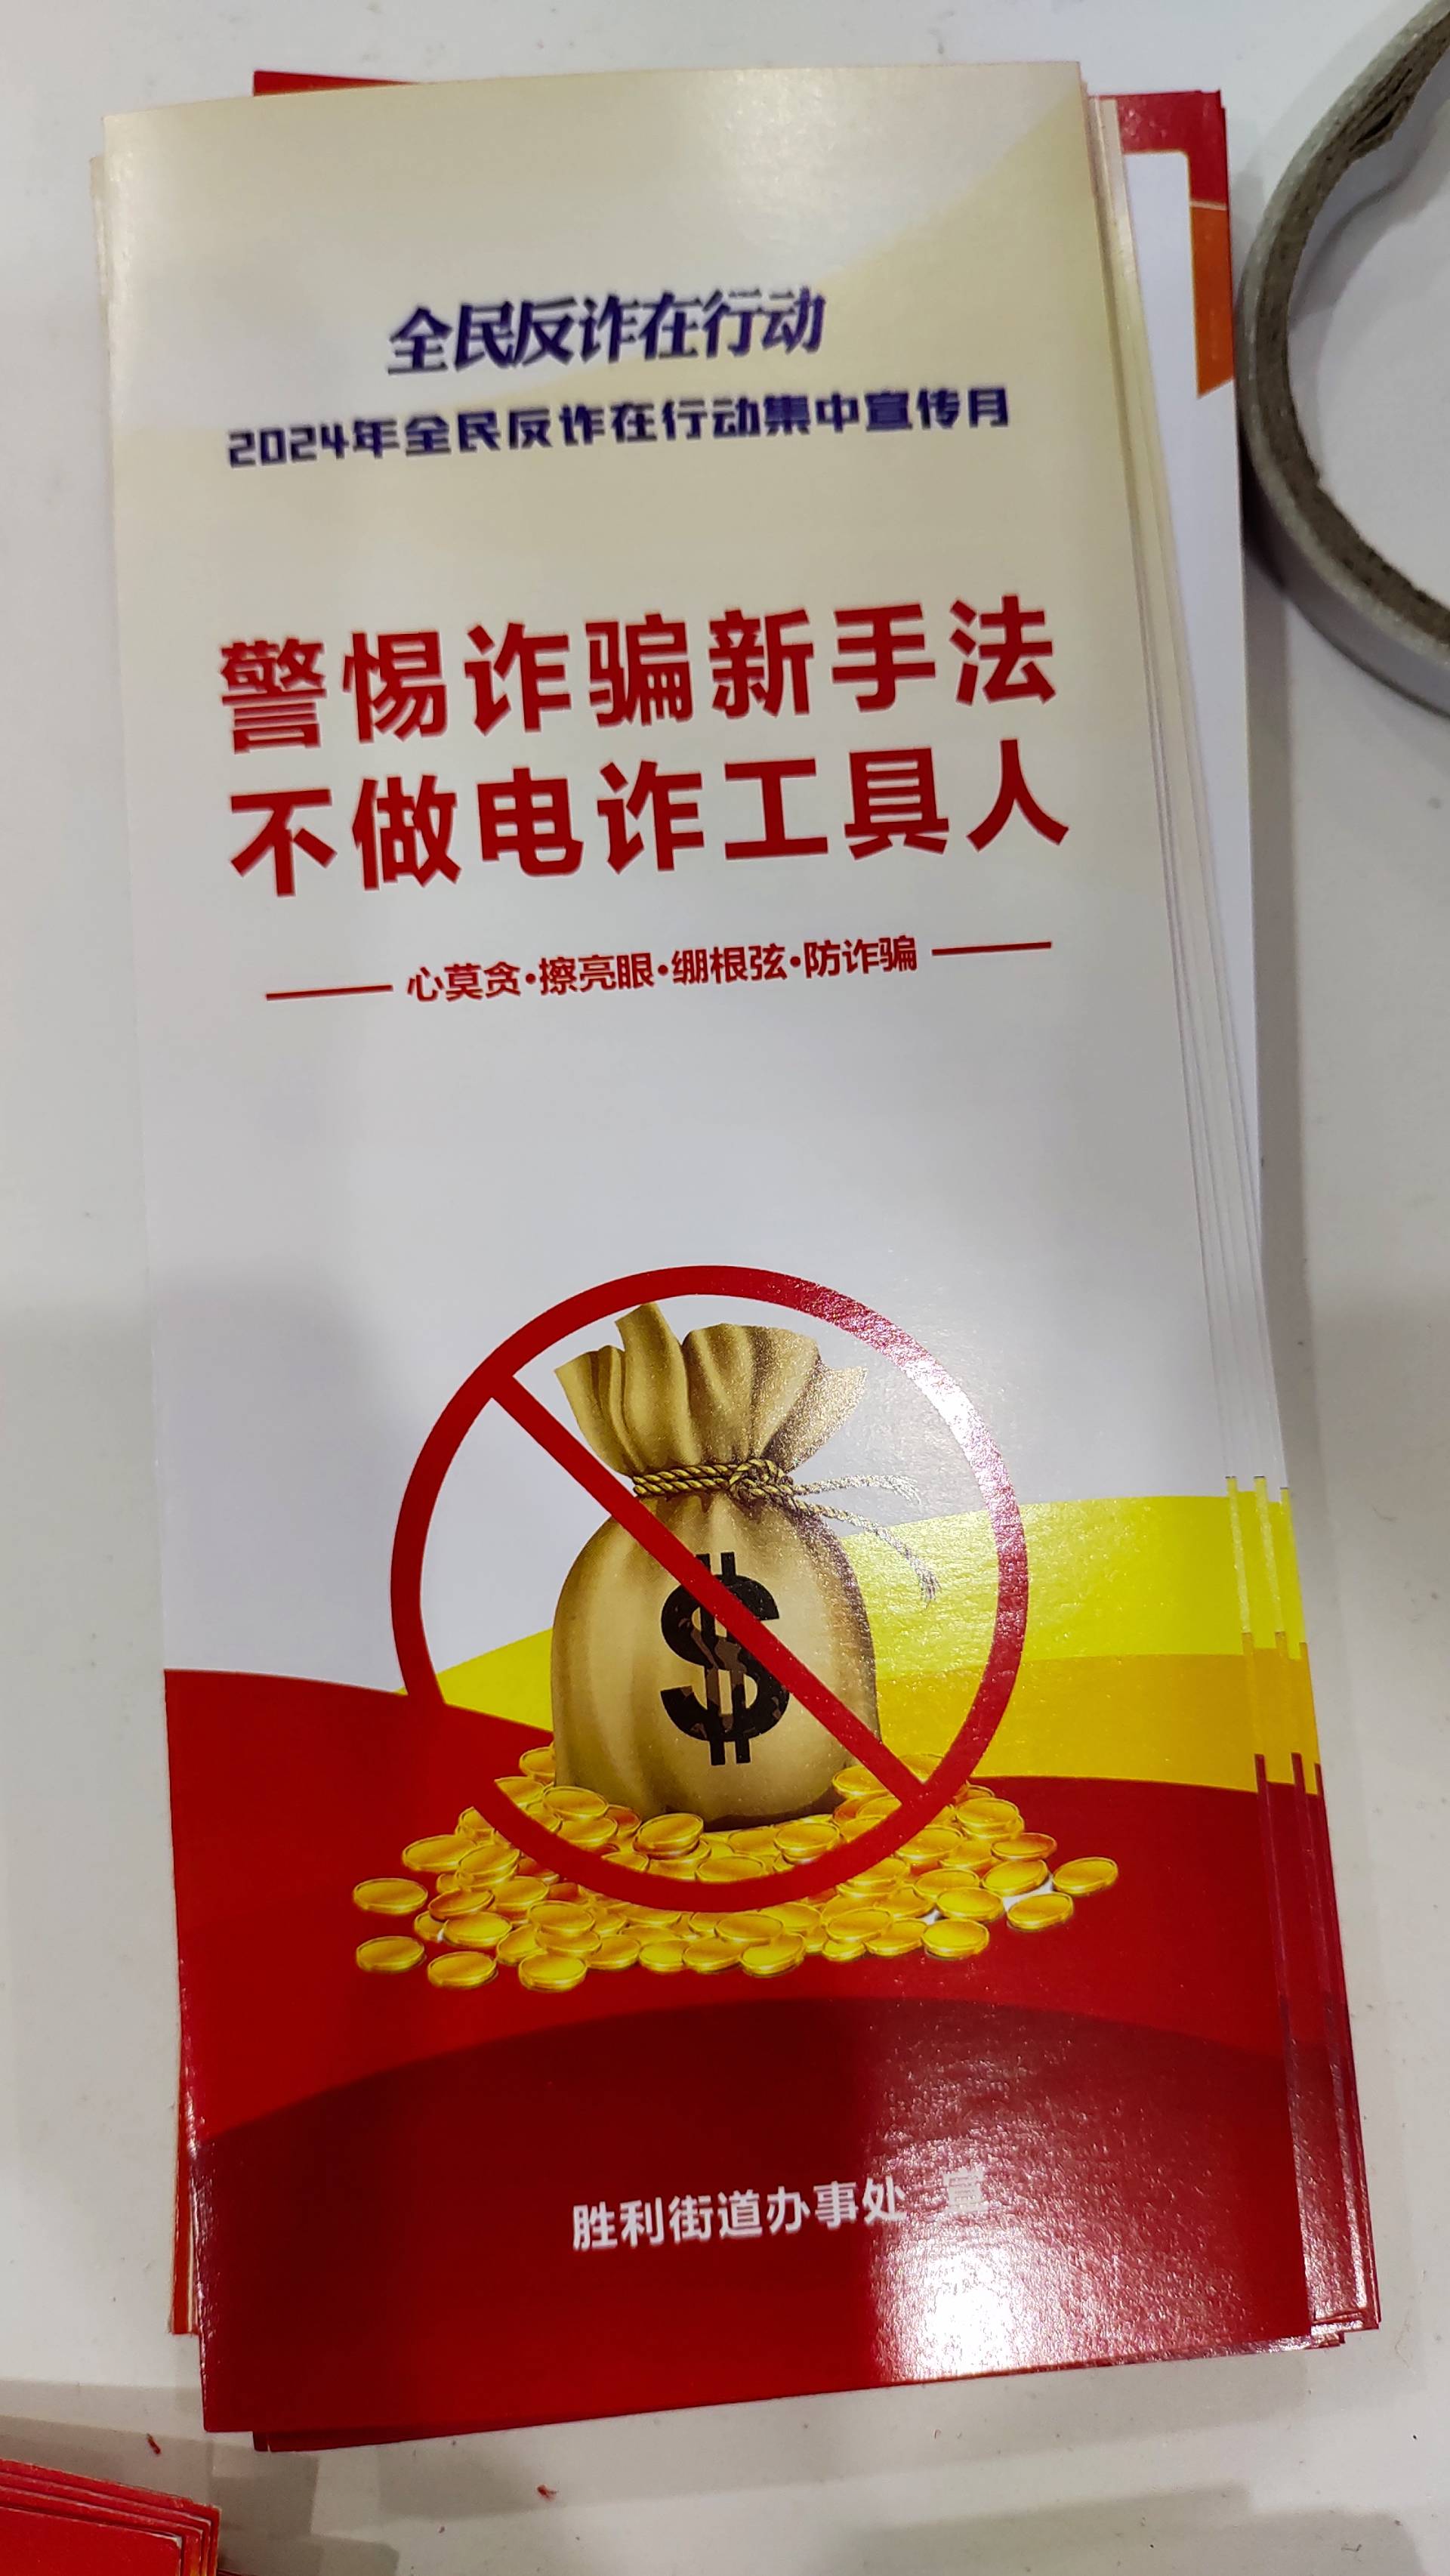 全民反诈在行动
2024年全民反诈在行动集中宣传月
警惕诈骗新手法
不做电诈工具人
心莫贪·擦亮眼·绷根弦·防诈骗
$
胜利街道办事处 宣